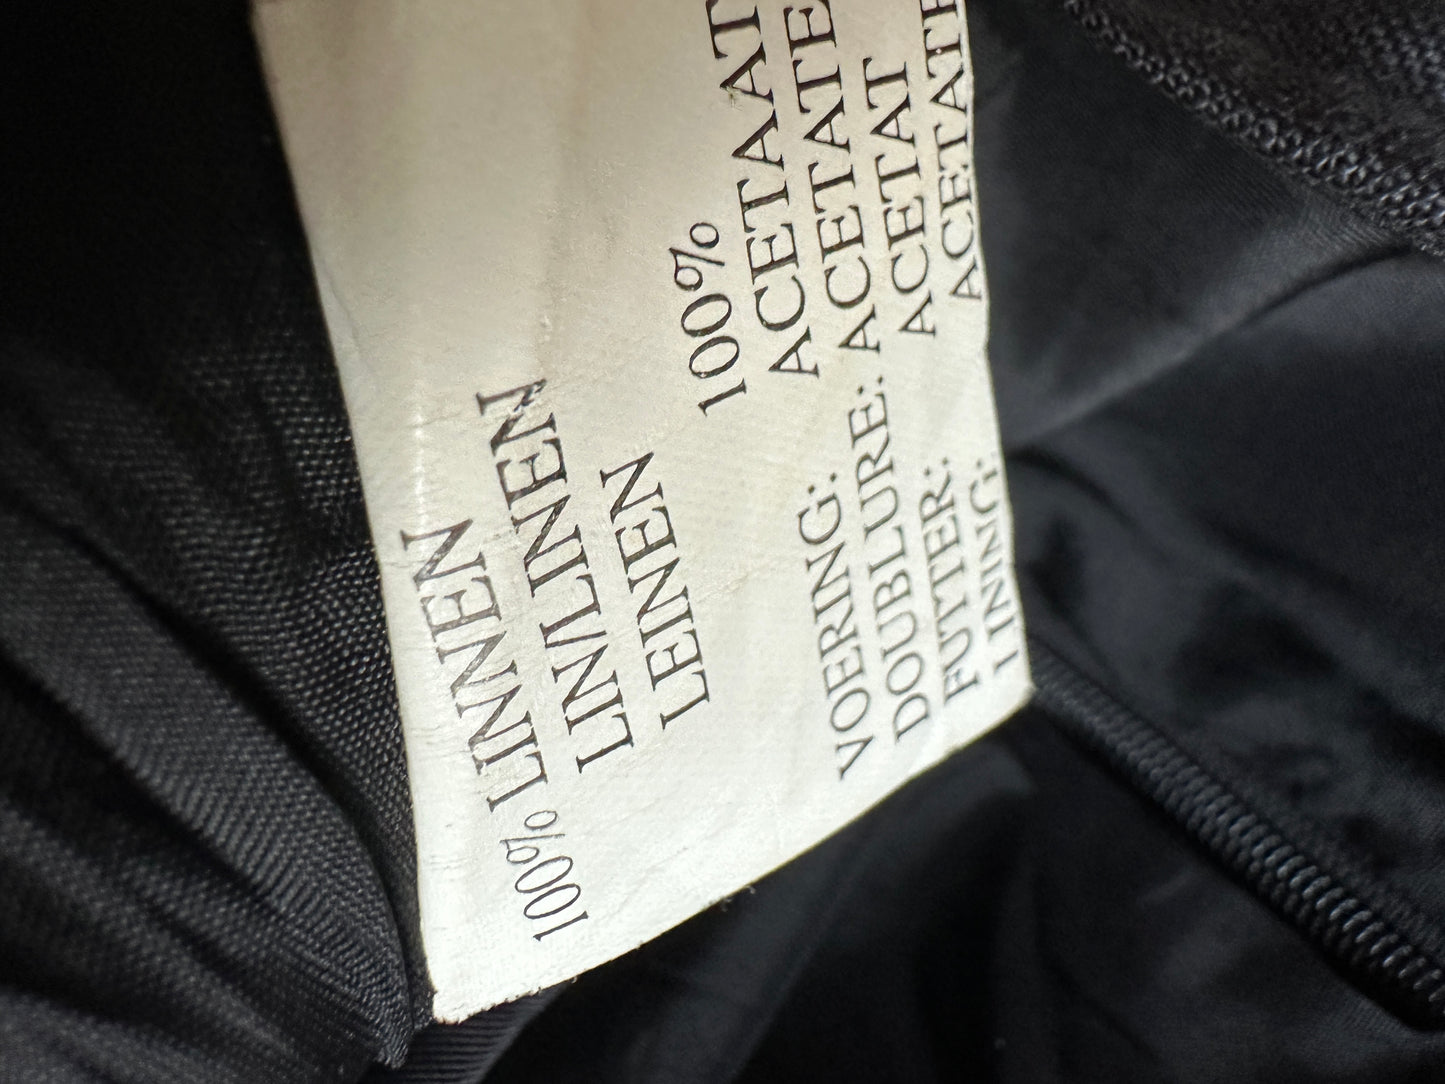 100% LINNEN
LIN/LINEN
LEINEN
100%
VOERING: ACETAAT
DOUBLURE: ACETATE
FUTTER: ACETAT
LINING: ACETATE